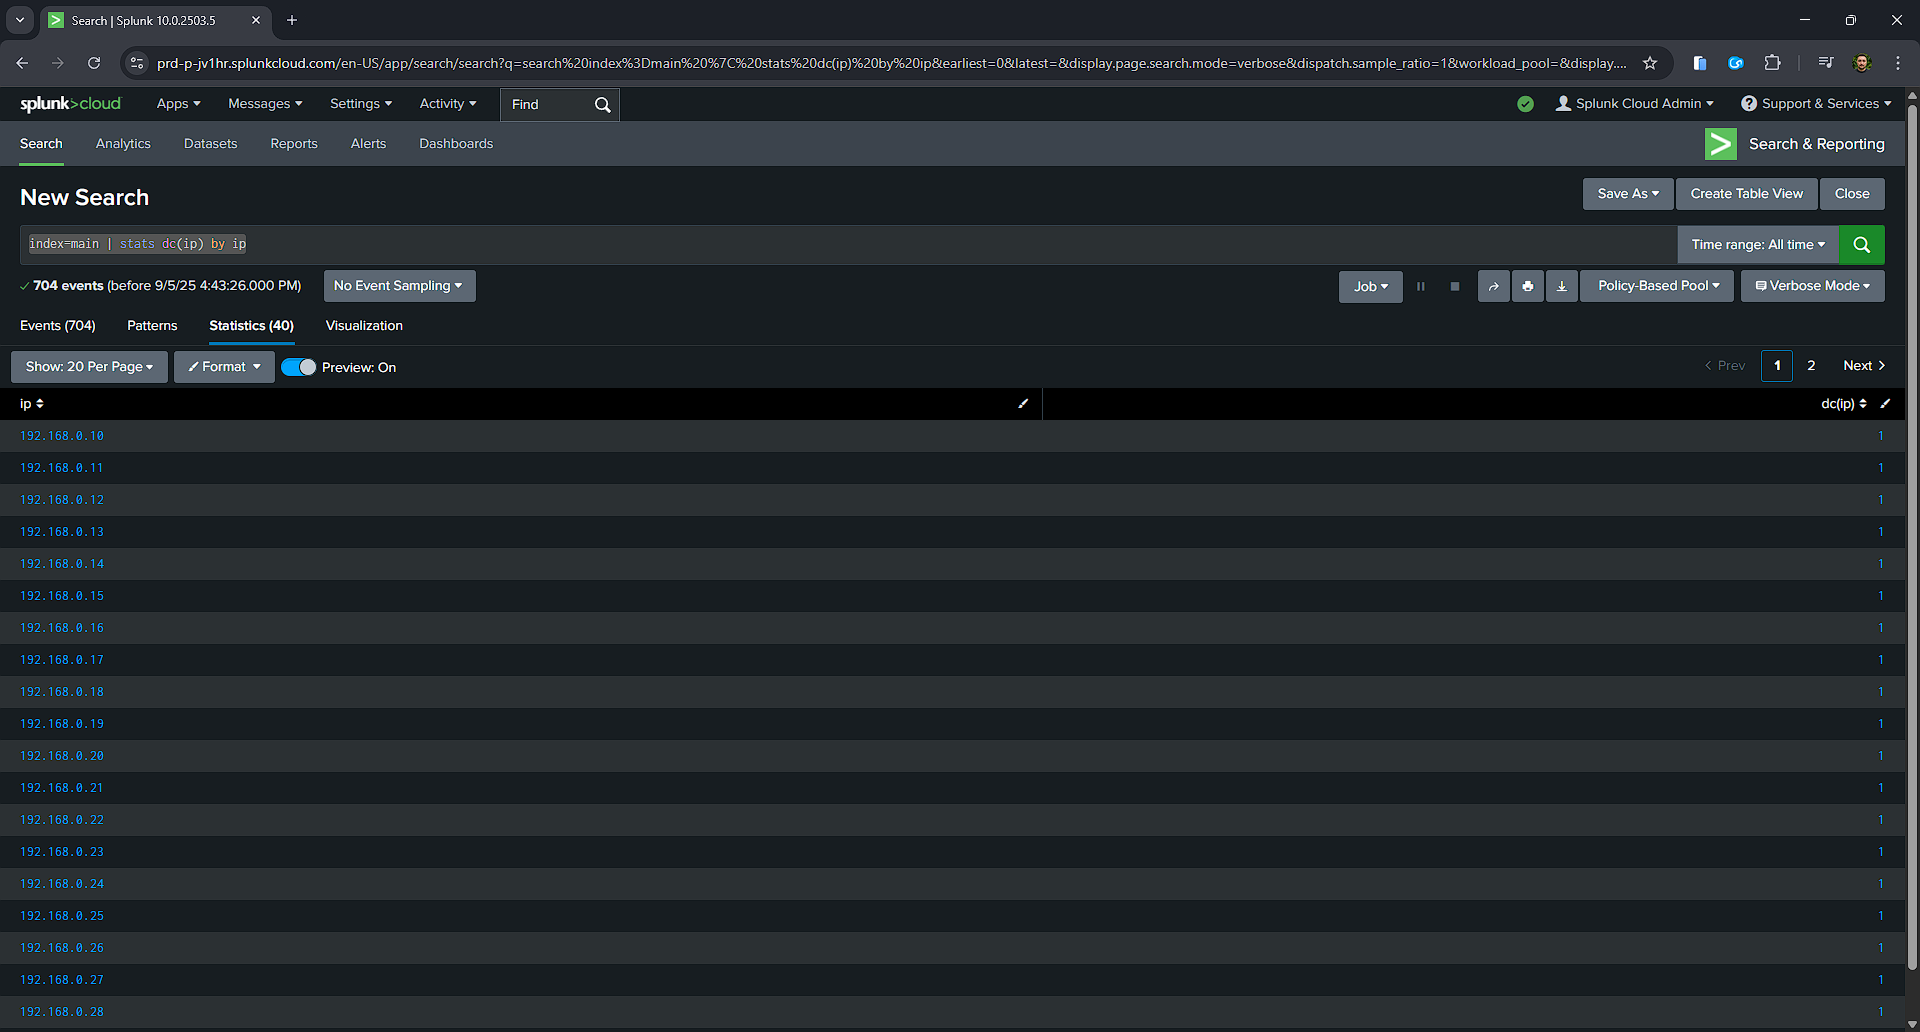 Search | Splunk 10.0.2503.5
prd-p-jv1hr.splunkcloud.com/en-US/app/search/search?q=search%20index%3Dmain%20%7C%20stats%20dc(ip)%20by%20ip&earliest=0&latest=&display.page.search.mode=verbose&dispatch.sample_ratio=1&workload_pool=&display....
splunk>cloud Apps Messages Settings Activity Find Splunk Cloud Admin ? Support & Services
Search Analytics Datasets Reports Alerts Dashboards > Search & Reporting
New Search Save As Create Table View Close
index=main | stats dc(ip) by ip Time range: All time
✓ 704 events (before 9/5/25 4:43:26.000 PM) No Event Sampling Job Policy-Based Pool Verbose Mode
Events (704) Patterns Statistics (40) Visualization
Show: 20 Per Page Format Preview: On < Prev 1 2 Next >
ip dc(ip)
192.168.0.10 1
192.168.0.11 1
192.168.0.12 1
192.168.0.13 1
192.168.0.14 1
192.168.0.15 1
192.168.0.16 1
192.168.0.17 1
192.168.0.18 1
192.168.0.19 1
192.168.0.20 1
192.168.0.21 1
192.168.0.22 1
192.168.0.23 1
192.168.0.24 1
192.168.0.25 1
192.168.0.26 1
192.168.0.27 1
192.168.0.28 1